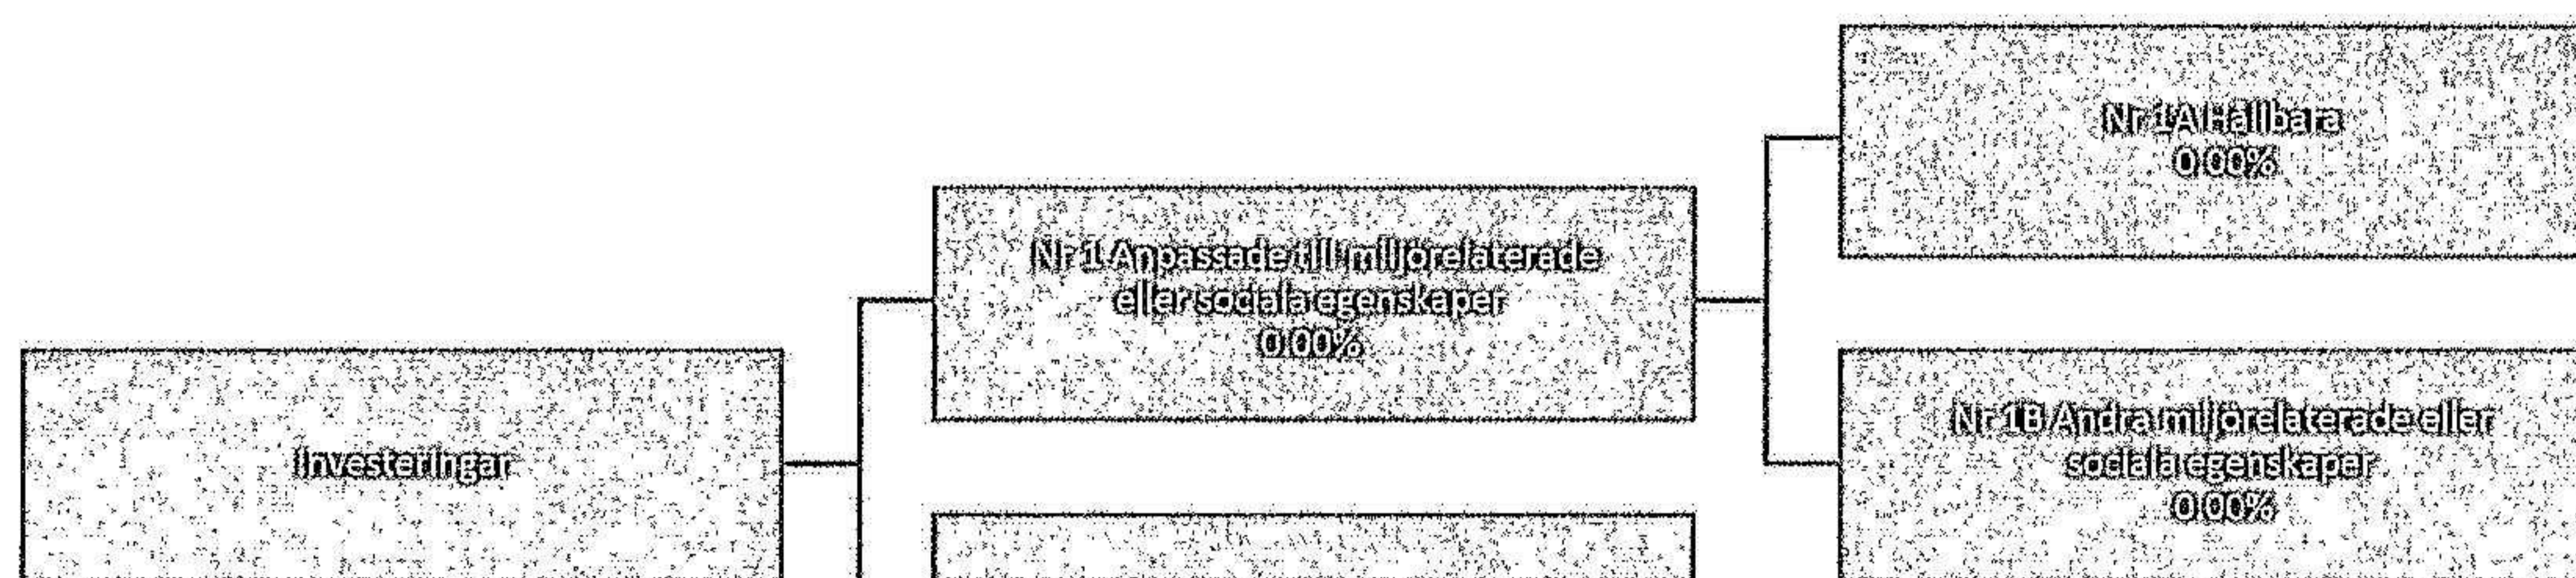 Nr 1A Hållbara
0.00%
Nr 1 Anpassade till miljörelaterade
eller sociala egenskaper
0.00%
Investeringar
Nr 1B Andra miljörelaterade eller
sociala egenskaper
0.00%